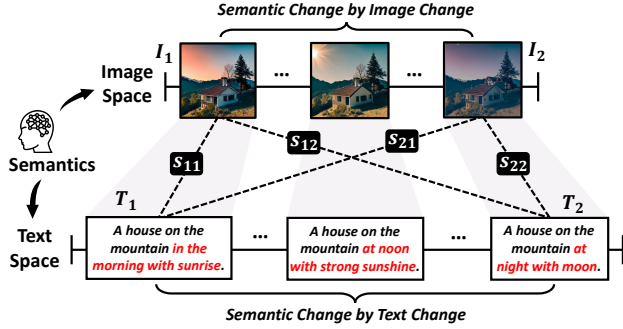 Semantic Change by Image Change
I1
I2
Image
Space
...
...
Semantics
s11
s12
s21
s22
T1
T2
Text
Space
A house on the
mountain in the
morning with sunrise.
...
A house on the
mountain at noon
with strong sunshine.
...
A house on the
mountain at
night with moon.
Semantic Change by Text Change